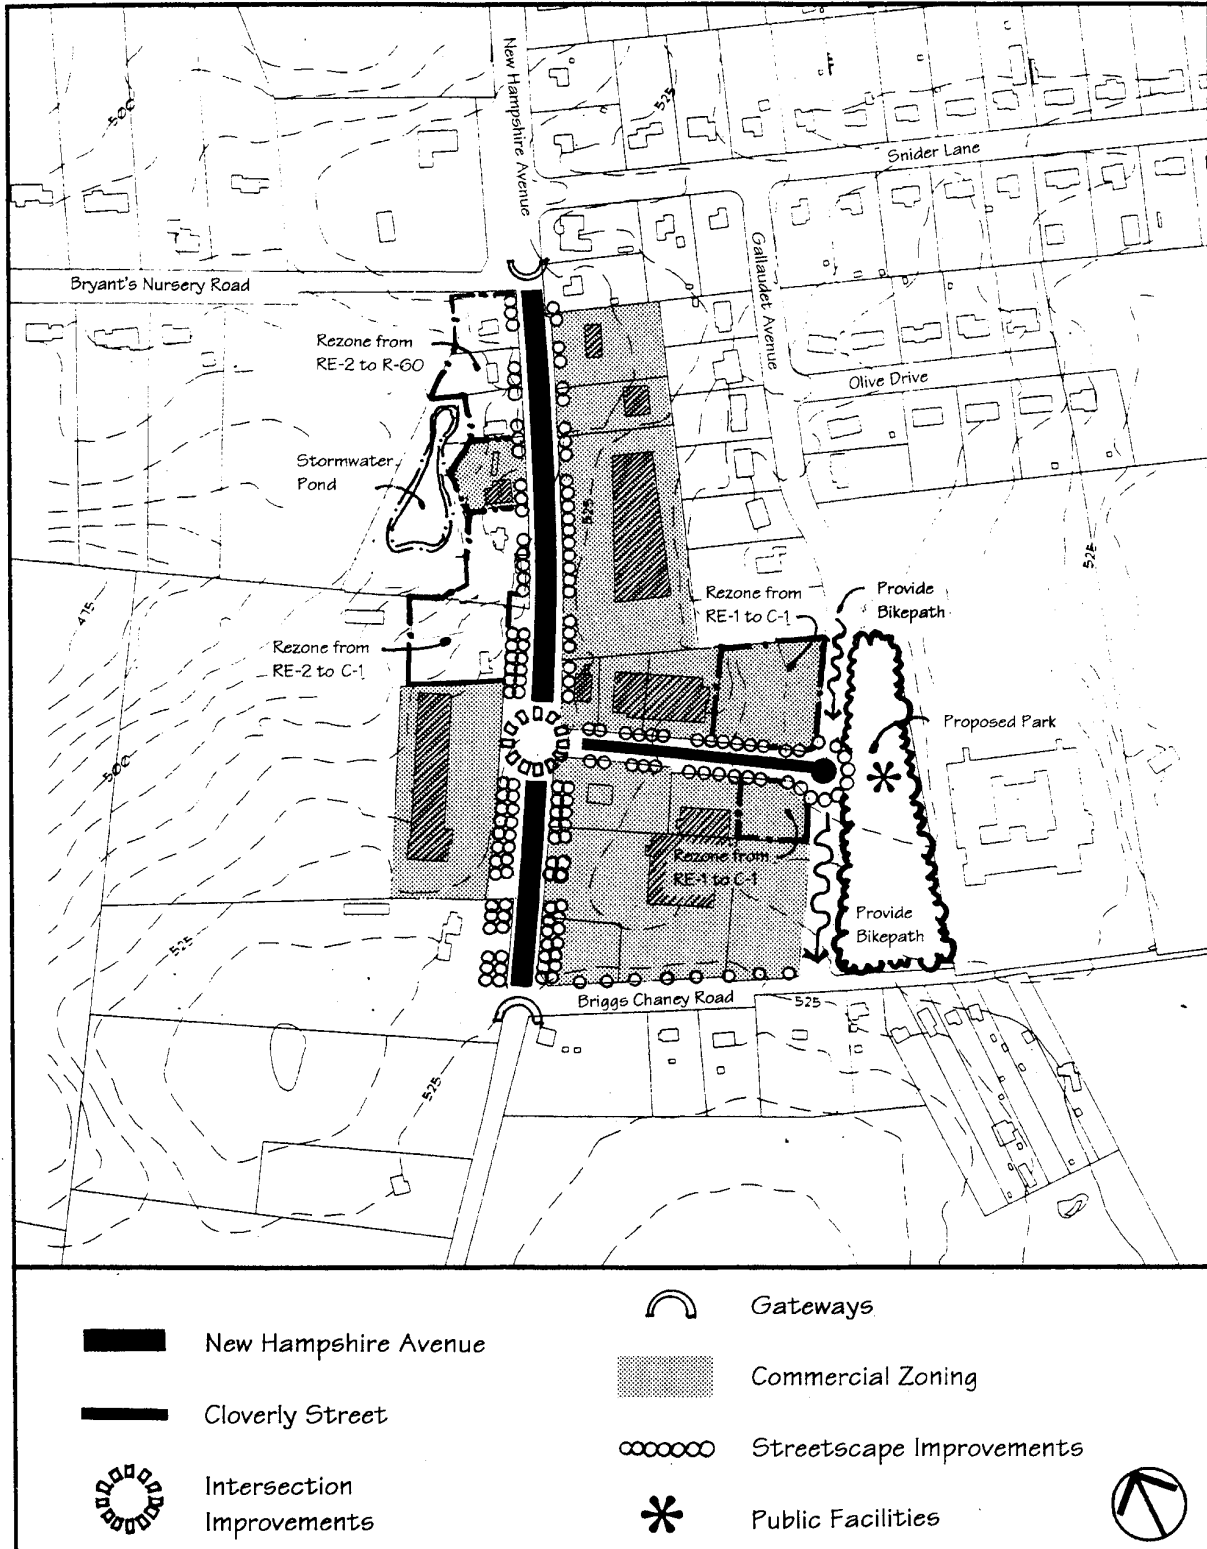 New Hampshire Avenue
500
525
Snider Lane
Gallaudet Avenue
Bryant's Nursery Road
Rezone from
RE-2 to R-60
Olive Drive
Stormwater
Pond
525
525
475
Rezone from
RE-1 to C-1
Provide
Bikepath
Rezone from
RE-2 to C-1
Proposed Park
500
Rezone from
RE-1 to C-1
Provide
Bikepath
525
Briggs Chaney Road
525
525
Gateways
New Hampshire Avenue
Commercial Zoning
Cloverly Street
Streetscape Improvements
Intersection
Improvements
Public Facilities